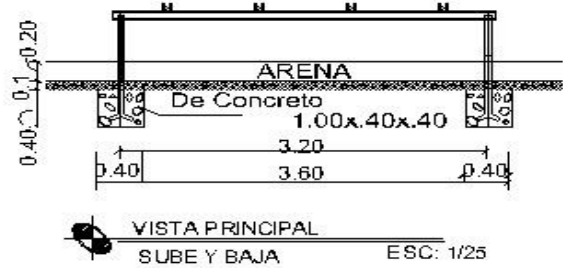 0.20
ARENA
0.1
De Concreto
1.00x.40x.40
0.40
3.20
0.40
0.40
3.60
VISTA PRINCIPAL
SUBE Y BAJA
ESC: 1/25